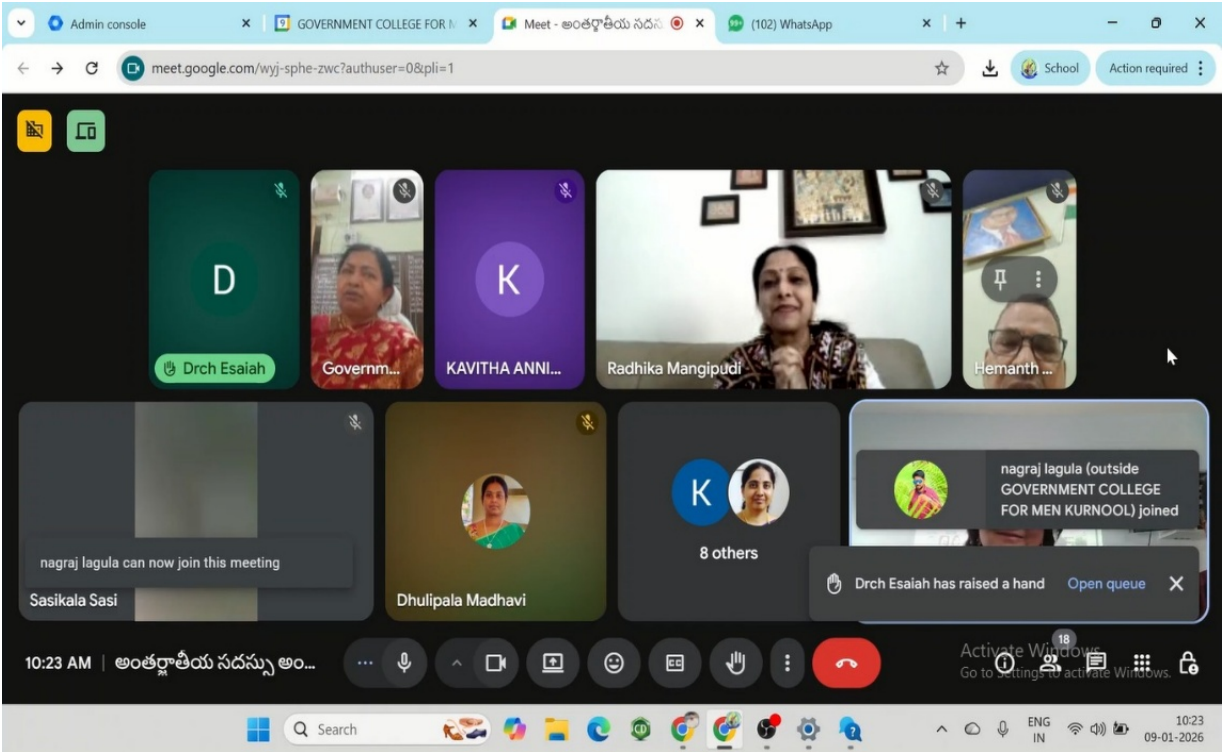 Admin console
GOVERNMENT COLLEGE FOR M
Meet - అంతర్జాతీయ సదస
(102) WhatsApp
meet.google.com/wyj-sphe-zwc?authuser=0&pli=1
School
Action required
D
Drch Esaiah
Governm...
K
KAVITHA ANNI...
Radhika Mangipudi
Hemanth ...
nagraj lagula can now join this meeting
Sasikala Sasi
Dhulipala Madhavi
K
8 others
nagraj lagula (outside
GOVERNMENT COLLEGE
FOR MEN KURNOOL) joined
Drch Esaiah has raised a hand
Open queue
10:23 AM
అంతర్జాతీయ సదస్సు అం...
CC
18
Activate Windows
Go to Settings to activate Windows.
Search
ENG
IN
10:23
09-01-2026